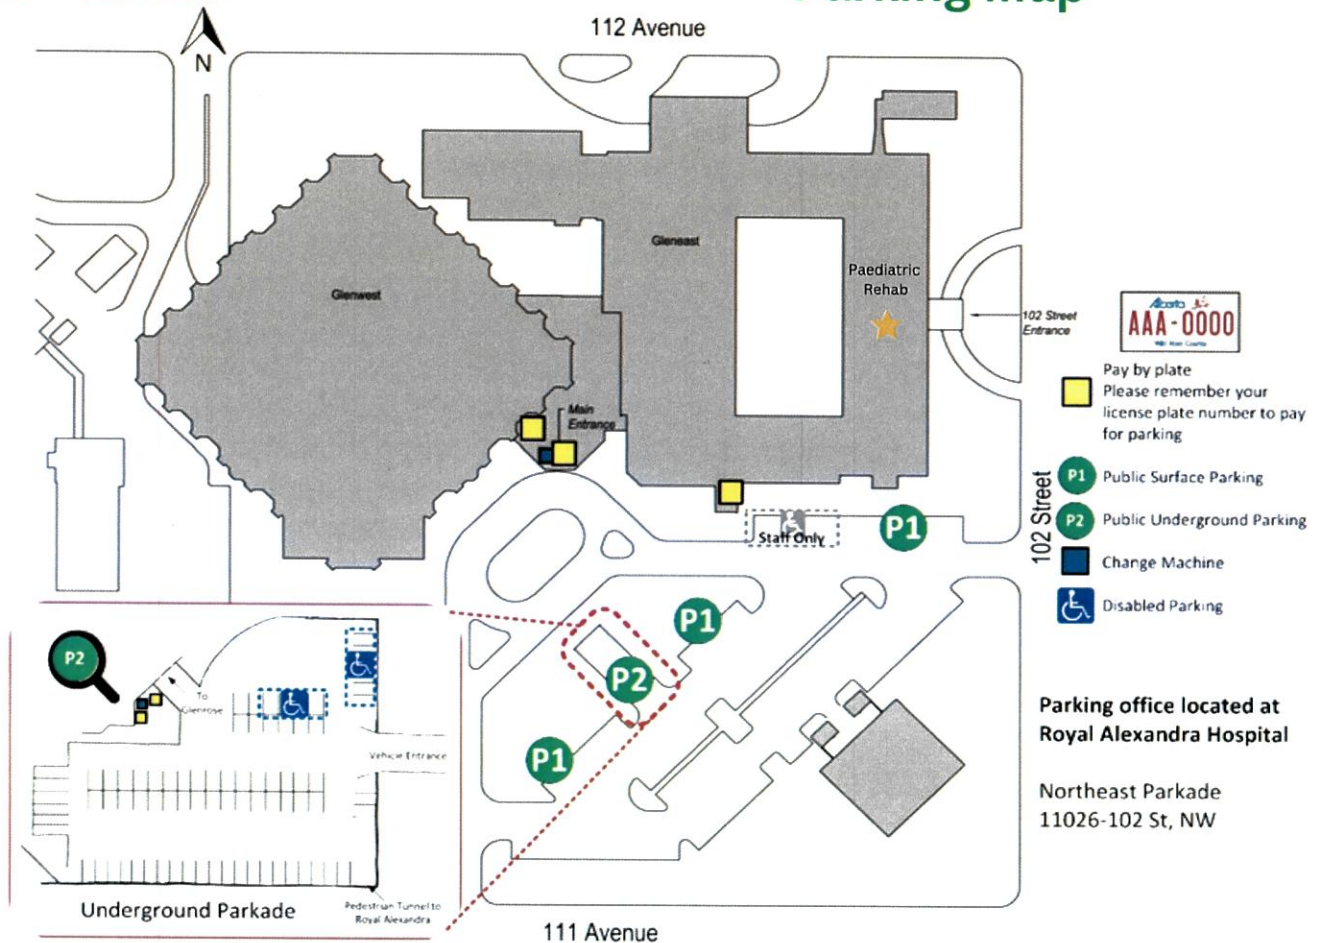 Parking Map
112 Avenue
N
Gleneast
Paediatric
Rehab
Glenwest
102 Street
Entrance
Alberta
AAA-0000
Pay by plate
Please remember your
license plate number to pay
for parking
Main
Entrance
P1 Public Surface Parking
P2 Public Underground Parking
Change Machine
Disabled Parking
102 Street
Staff Only
P1
P1
P2
P1
P2
To
Glenrose
Vehicle Entrance
Underground Parkade
Pedestrian Tunnel to
Royal Alexandra
Parking office located at
Royal Alexandra Hospital
Northeast Parkade
11026-102 St, NW
111 Avenue